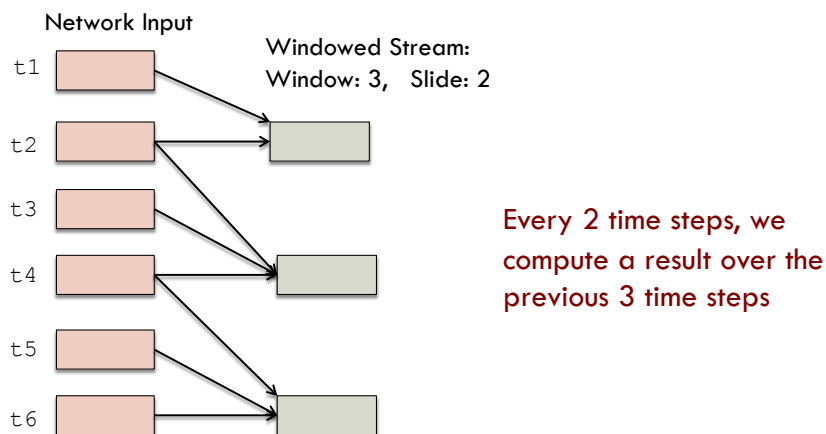 Network Input
Windowed Stream:
Window: 3, Slide: 2
t1
t2
t3
t4
t5
t6
Every 2 time steps, we
compute a result over the
previous 3 time steps